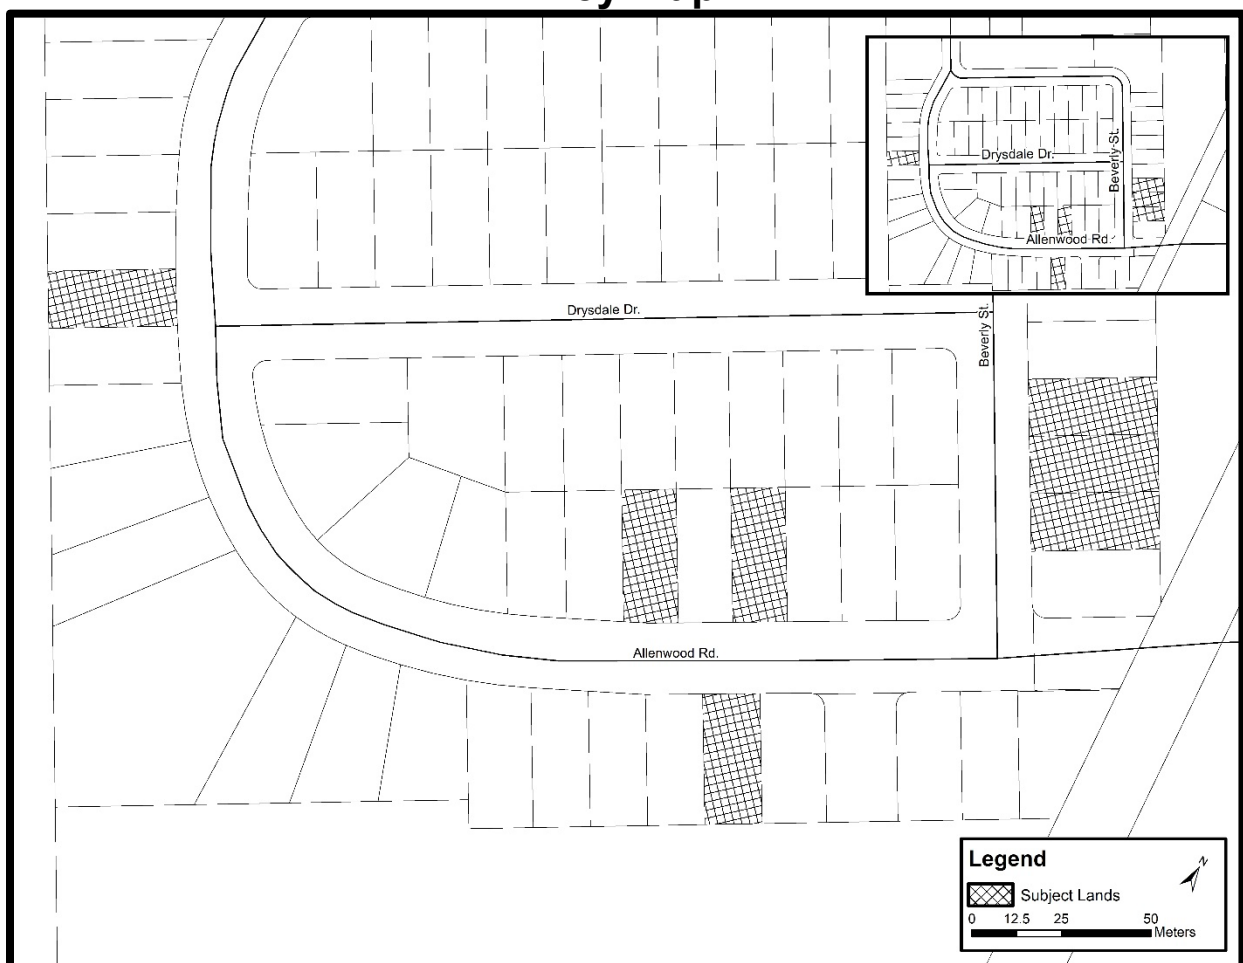 Drysdale Dr.
Beverly St.
Allenwood Rd.
Drysdale Dr.
Beverly St.
Allenwood Rd.
Legend
N
Subject Lands
0 12.5 25 50
Meters